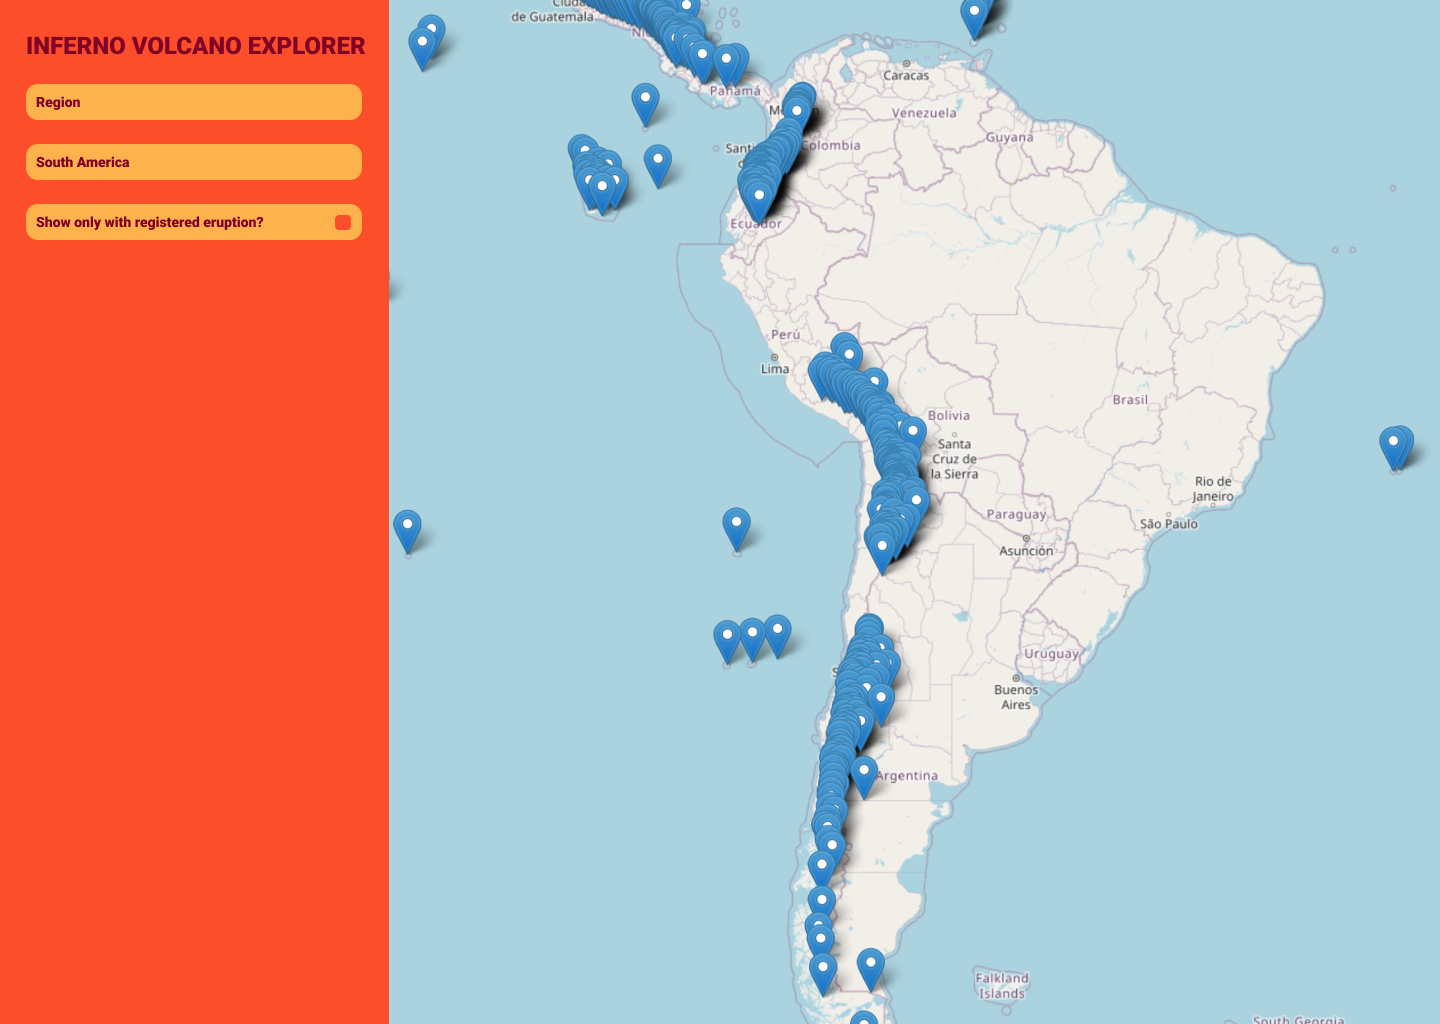 INFERNO VOLCANO EXPLORER
Region
South America
Show only with registered eruption?
de Guatemala
Panamá
Caracas
Venezuela
Guyana
Colombia
Ecuador
Perú
Lima
Brasil
Bolivia
Santa
Cruz de
la Sierra
Rio de
Janeiro
São Paulo
Paraguay
Asunción
Uruguay
Buenos
Aires
Argentina
Falkland
Islands
South Georgia